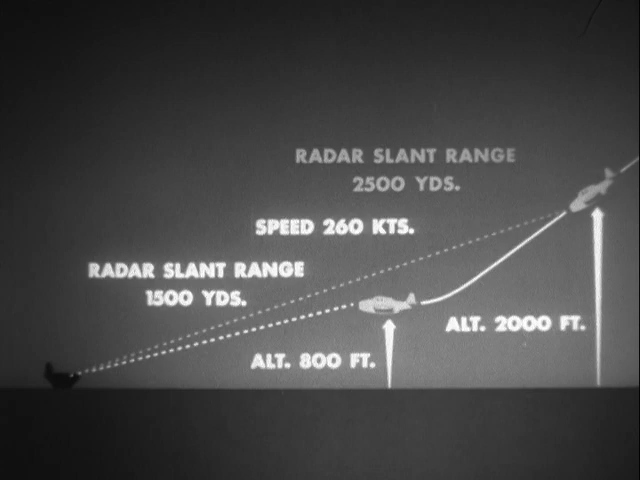 RADAR SLANT RANGE
2500 YDS.
SPEED 260 KTS.
RADAR SLANT RANGE
1500 YDS.
ALT. 2000 FT.
ALT. 800 FT.